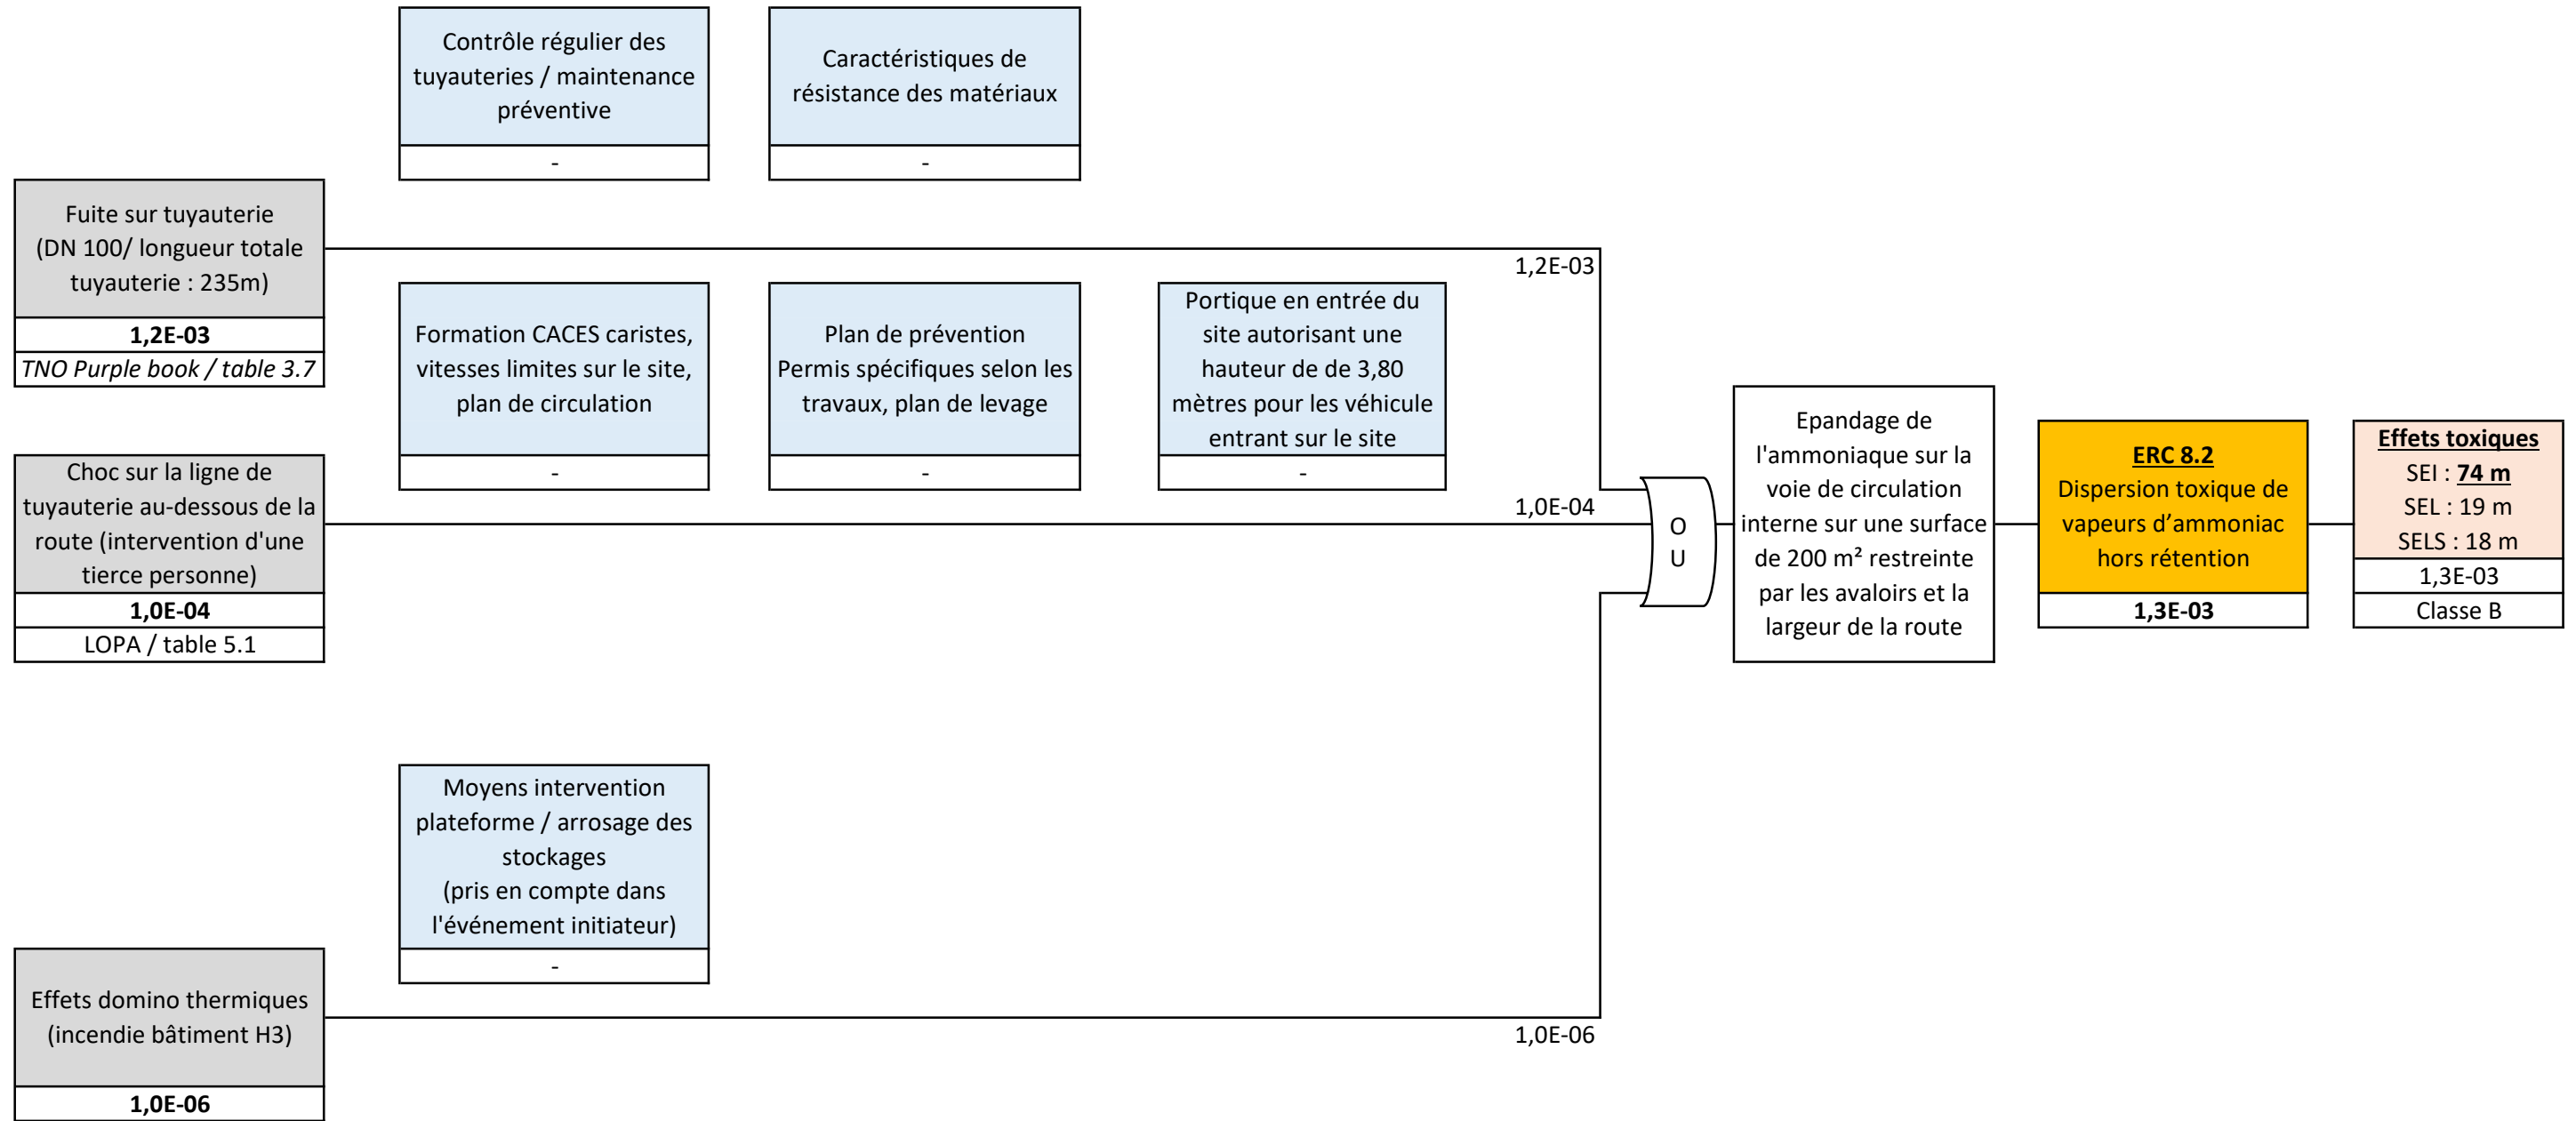 Contrôle régulier des
tuyauteries / maintenance
préventive
-
Caractéristiques de
résistance des matériaux
-
Fuite sur tuyauterie
(DN 100/ longueur totale
tuyauterie : 235m)
1,2E-03
TNO Purple book / table 3.7
1,2E-03
Formation CACES caristes,
vitesses limites sur le site,
plan de circulation
-
Plan de prévention
Permis spécifiques selon les
travaux, plan de levage
-
Portique en entrée du
site autorisant une
hauteur de de 3,80
mètres pour les véhicule
entrant sur le site
-
Choc sur la ligne de
tuyauterie au-dessous de la
route (intervention d'une
tierce personne)
1,0E-04
LOPA / table 5.1
1,0E-04
O
U
Epandage de
l'ammoniaque sur la
voie de circulation
interne sur une surface
de 200 m² restreinte
par les avaloirs et la
largeur de la route
ERC 8.2
Dispersion toxique de
vapeurs d’ammoniac
hors rétention
1,3E-03
Effets toxiques
SEI : 74 m
SEL : 19 m
SELS : 18 m
1,3E-03
Classe B
Moyens intervention
plateforme / arrosage des
stockages
(pris en compte dans
l'événement initiateur)
-
Effets domino thermiques
(incendie bâtiment H3)
1,0E-06
1,0E-06